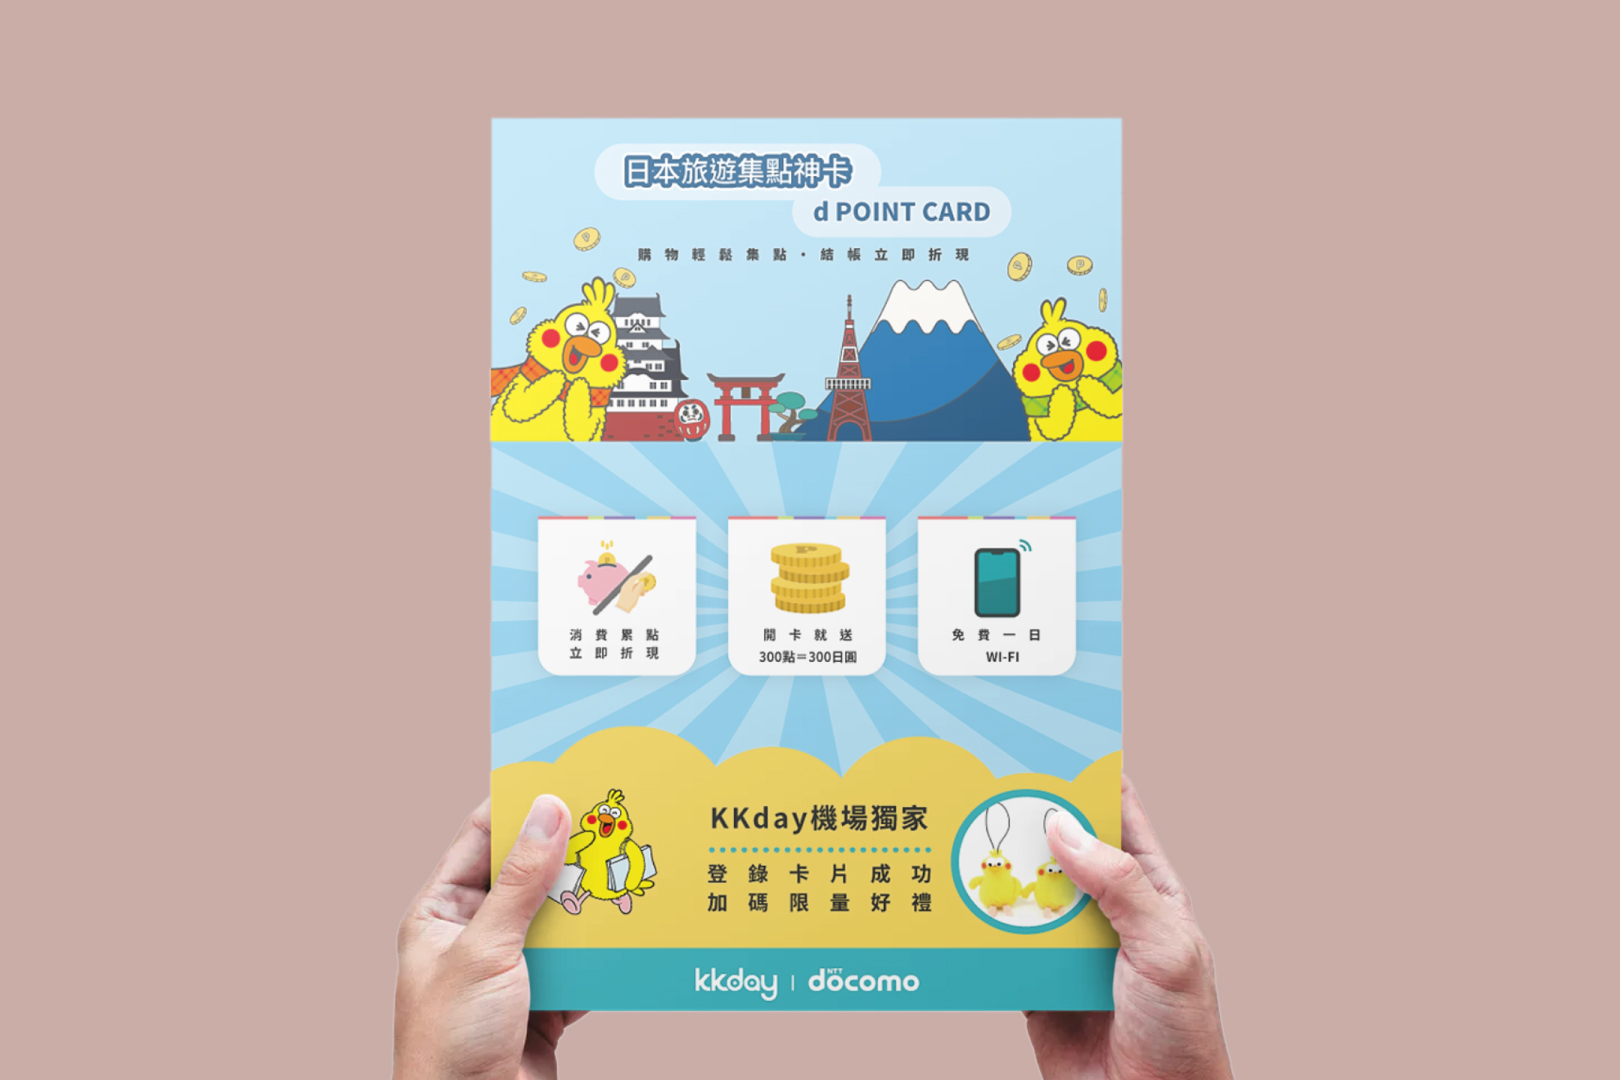 日本旅遊集點神卡
d POINT CARD
購物輕鬆集點・結帳立即折現
消費累點
立即折現
開卡就送
300點＝300日圓
免費一日
WI-FI
KKday機場獨家
登錄卡片成功
加碼限量好禮
kkday | NTT docomo